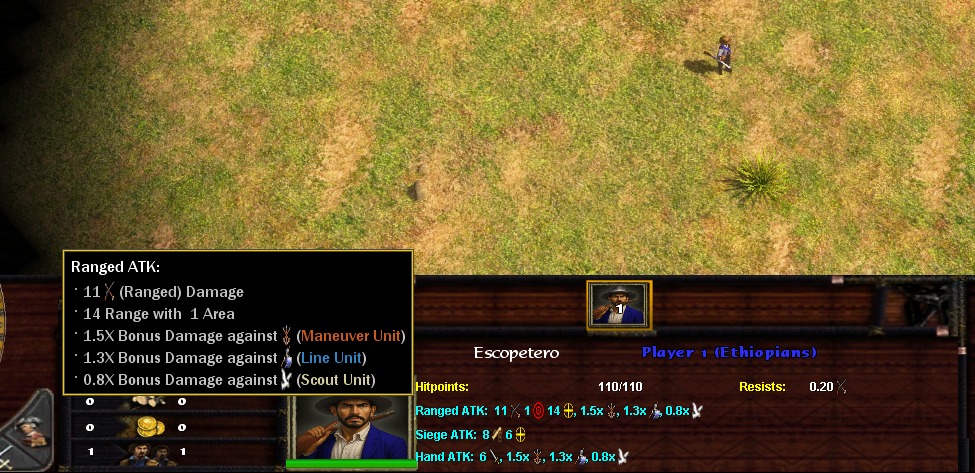 Ranged ATK:
· 11 (Ranged) Damage
· 14 Range with 1 Area
· 1.5X Bonus Damage against (Maneuver Unit)
· 1.3X Bonus Damage against (Line Unit)
· 0.8X Bonus Damage against (Scout Unit)
1
Escopetero Player 1 (Ethiopians)
Hitpoints: 110/110 Resists: 0.20
Ranged ATK: 11 1 14 , 1.5x , 1.3x 0.8x
Siege ATK: 8 6
Hand ATK: 6 , 1.5x , 1.3x 0.8x
0 0
0 0
1 1